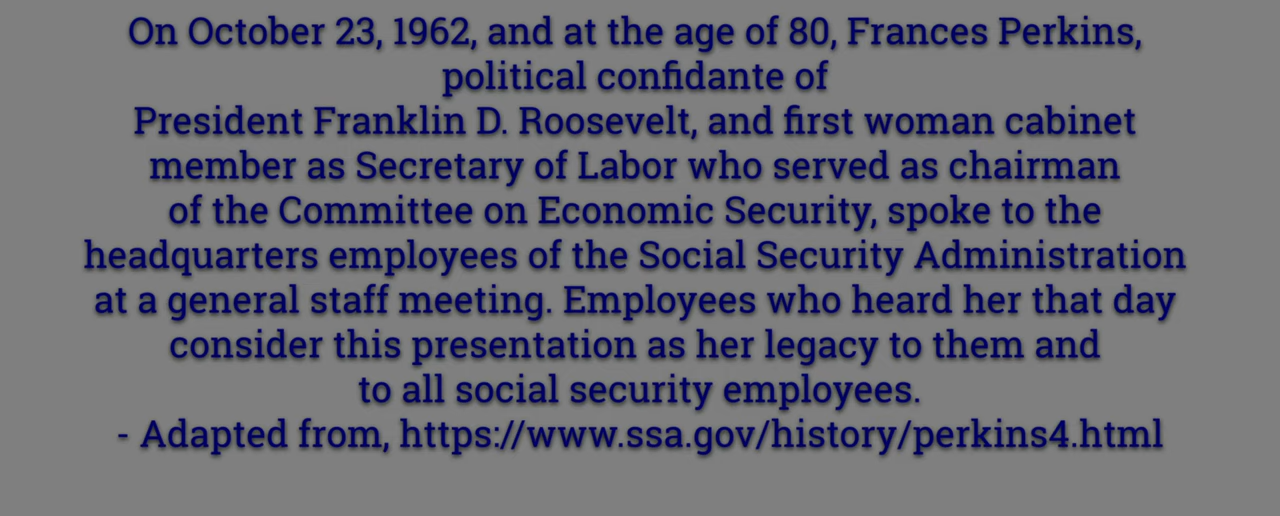 On October 23, 1962, and at the age of 80, Frances Perkins,
political confidante of
President Franklin D. Roosevelt, and first woman cabinet
member as Secretary of Labor who served as chairman
of the Committee on Economic Security, spoke to the
headquarters employees of the Social Security Administration
at a general staff meeting. Employees who heard her that day
consider this presentation as her legacy to them and
to all social security employees.
- Adapted from, https://www.ssa.gov/history/perkins4.html